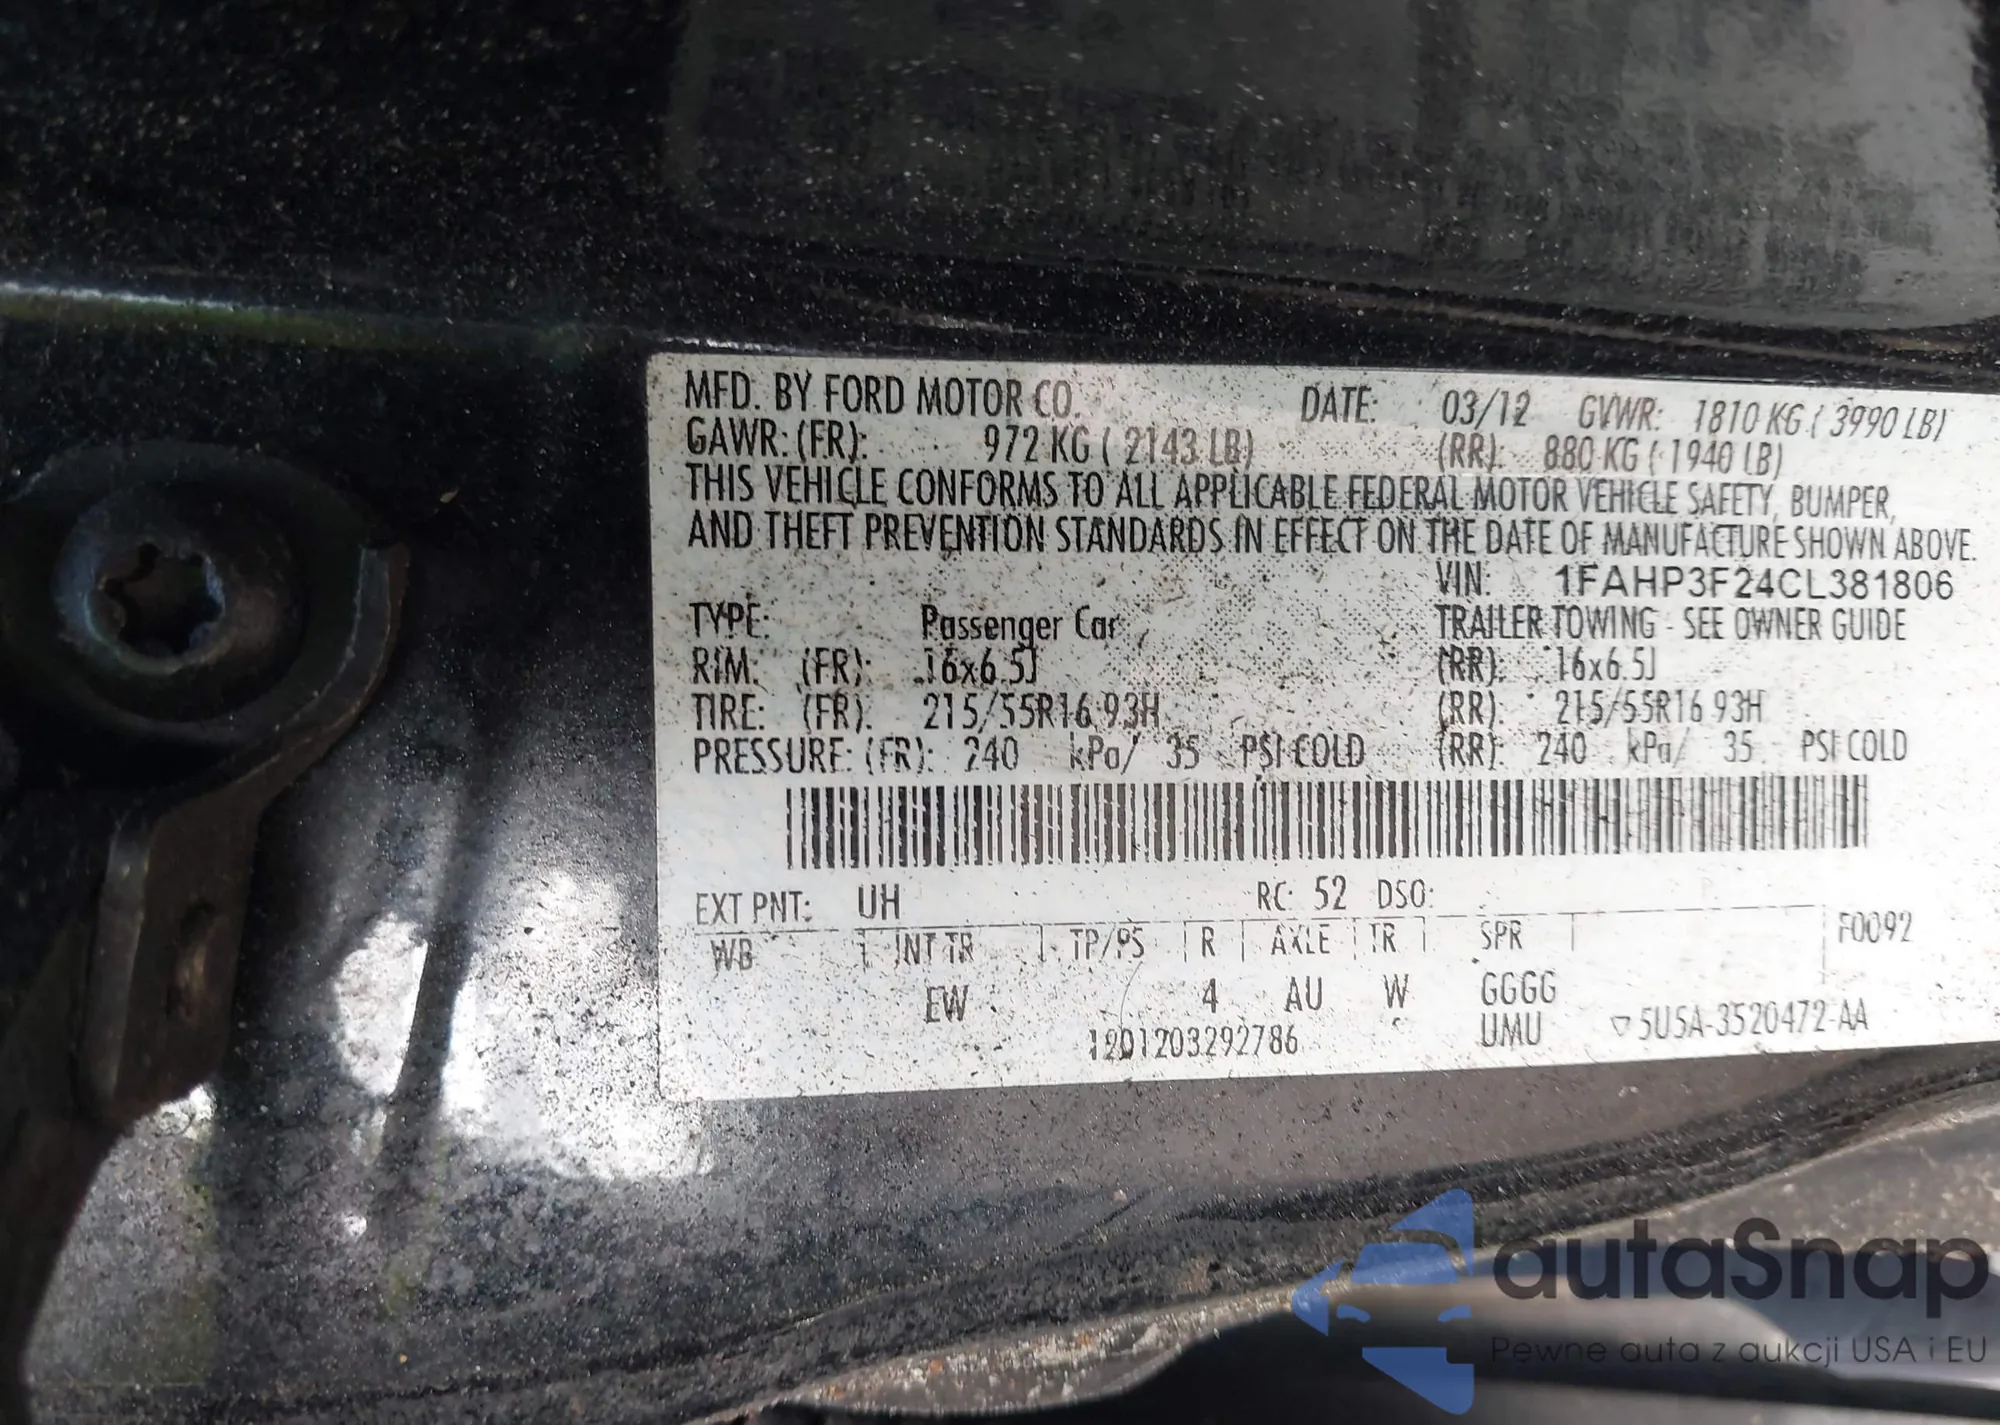 MFD. BY FORD MOTOR CO. DATE: 03/12 GVWR: 1810 KG ( 3990 LB)
GAWR: (FR): 972 KG ( 2143 LB) (RR): 880 KG ( 1940 LB)
THIS VEHICLE CONFORMS TO ALL APPLICABLE FEDERAL MOTOR VEHICLE SAFETY, BUMPER,
AND THEFT PREVENTION STANDARDS IN EFFECT ON THE DATE OF MANUFACTURE SHOWN ABOVE.
VIN: 1FAHP3F24CL381806
TYPE: Passenger Car TRAILER TOWING - SEE OWNER GUIDE
RIM: (FR): 16x6.5J (RR): 16x6.5J
TIRE: (FR): 215/55R16 93H (RR): 215/55R16 93H
PRESSURE: (FR): 240 kPa/ 35 PSI COLD (RR): 240 kPa/ 35 PSI COLD
EXT PNT: UH RC: 52 DSO:
WB INT TR TP/PS R AXLE TR SPR F0092
EW 4 AU W GGGG
1201203292786 UMU ▽5U5A-3520472-AA
autaSnap
Pewne auta z aukcji USA i EU